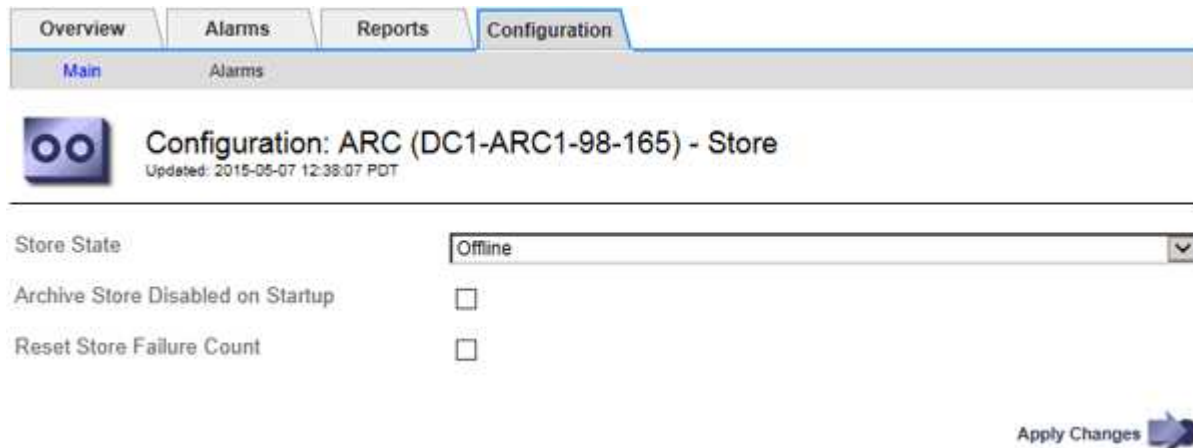 Overview Alarms Reports Configuration
Main Alarms
Configuration: ARC (DC1-ARC1-98-165) - Store
Updated: 2015-05-07 12:38:07 PDT
Store State Offline
Archive Store Disabled on Startup
Reset Store Failure Count
Apply Changes